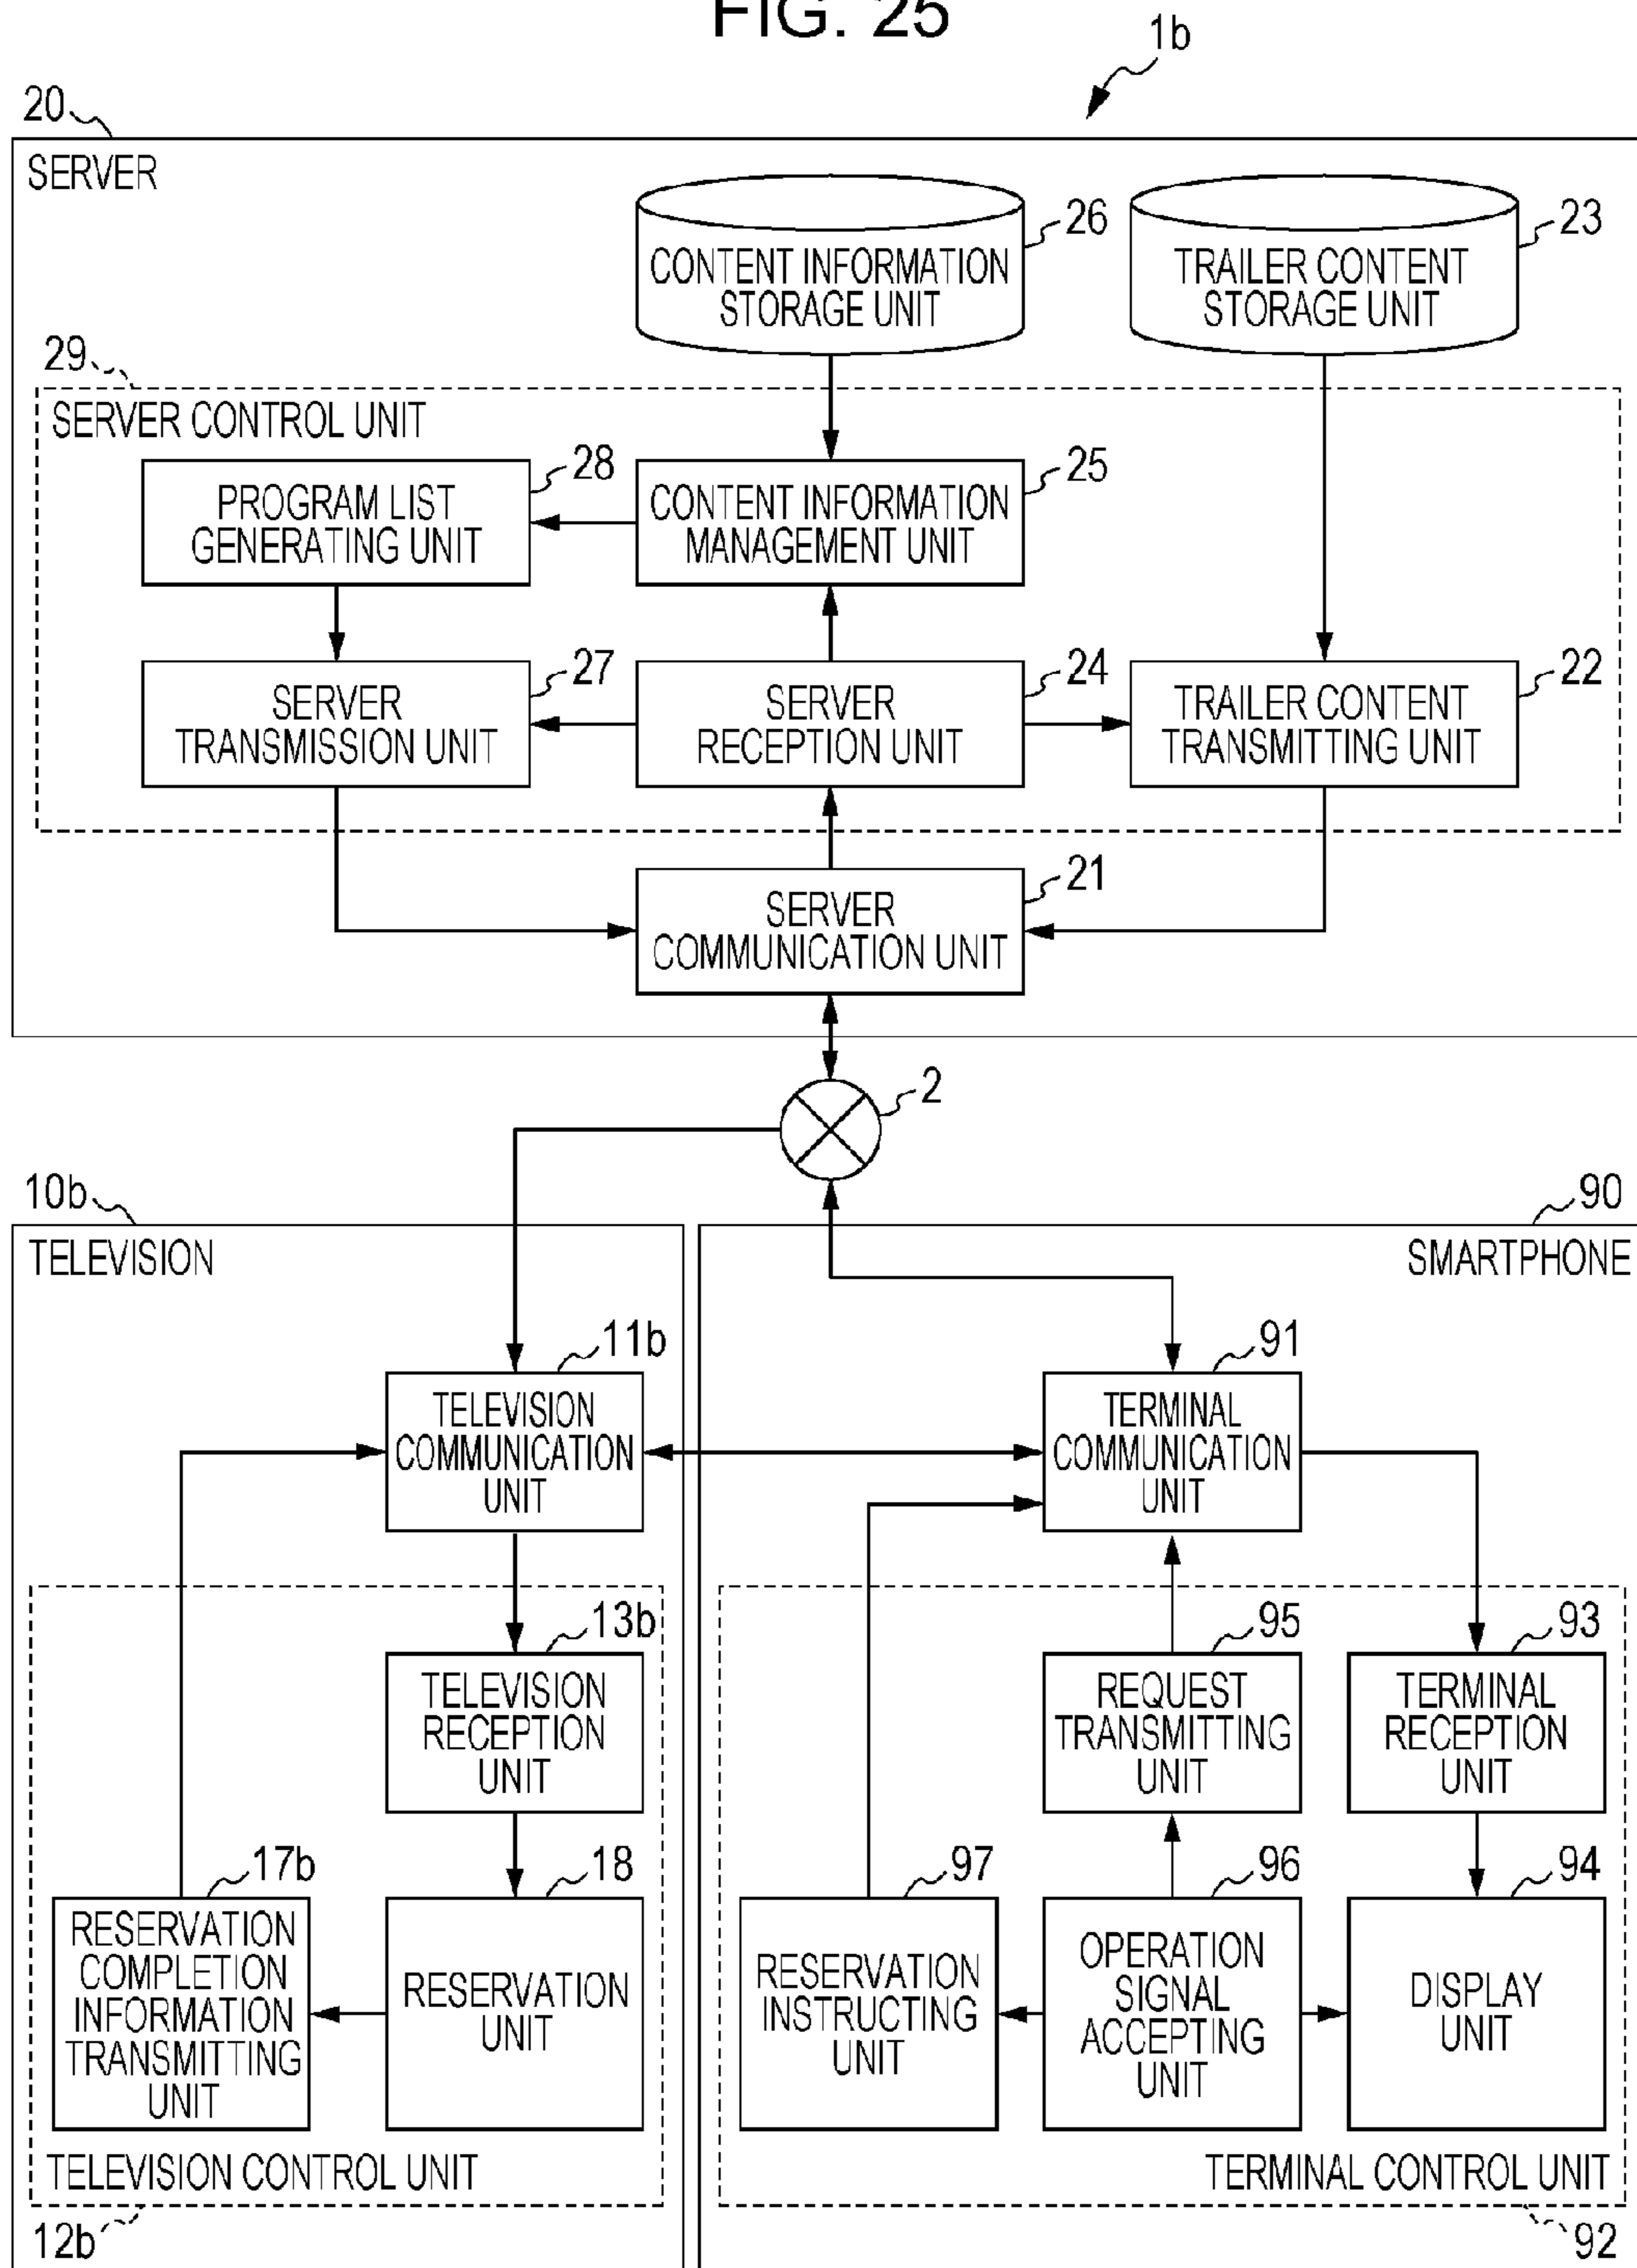 FIG. 25
1b
20
SERVER
CONTENT INFORMATION
STORAGE UNIT
26
TRAILER CONTENT
STORAGE UNIT
23
29
SERVER CONTROL UNIT
PROGRAM LIST
GENERATING UNIT
28
CONTENT INFORMATION
MANAGEMENT UNIT
25
SERVER
TRANSMISSION UNIT
27
SERVER
RECEPTION UNIT
24
TRAILER CONTENT
TRANSMITTING UNIT
22
SERVER
COMMUNICATION UNIT
21
2
10b
TELEVISION
90
SMARTPHONE
11b
TELEVISION
COMMUNICATION
UNIT
91
TERMINAL
COMMUNICATION
UNIT
13b
TELEVISION
RECEPTION
UNIT
95
REQUEST
TRANSMITTING
UNIT
93
TERMINAL
RECEPTION
UNIT
17b
RESERVATION
COMPLETION
INFORMATION
TRANSMITTING
UNIT
18
RESERVATION
UNIT
97
RESERVATION
INSTRUCTING
UNIT
96
OPERATION
SIGNAL
ACCEPTING
UNIT
94
DISPLAY
UNIT
TELEVISION CONTROL UNIT
12b
TERMINAL CONTROL UNIT
92